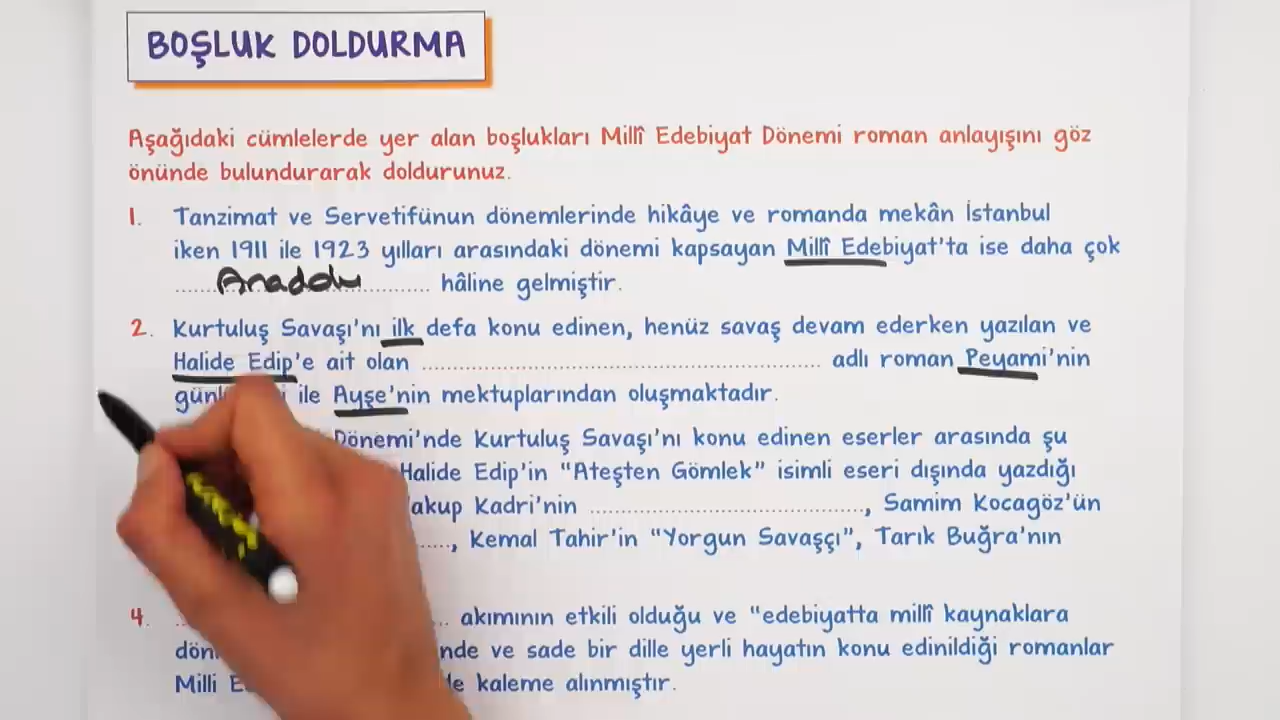 BOŞLUK DOLDURMA
Aşağıdaki cümlelerde yer alan boşlukları Millî Edebiyat Dönemi roman anlayışını göz
önünde bulundurarak doldurunuz.
1. Tanzimat ve Servetifünun dönemlerinde hikâye ve romanda mekân İstanbul
iken 1911 ile 1923 yılları arasındaki dönemi kapsayan Millî Edebiyat'ta ise daha çok
Anadolu hâline gelmiştir.
2. Kurtuluş Savaşı'nı ilk defa konu edinen, henüz savaş devam ederken yazılan ve
Halide Edip'e ait olan ........ adlı roman Peyami'nin
ile Ayşe'nin mektuplarından oluşmaktadır.
Dönemi'nde Kurtuluş Savaşı'nı konu edinen eserler arasında şu
Halide Edip'in "Ateşten Gömlek" isimli eseri dışında yazdığı
akup Kadri'nin ........, Samim Kocagöz'ün
...., Kemal Tahir'in "Yorgun Savaşçı", Tarık Buğra'nın
4. ........ akımının etkili olduğu ve "edebiyatta millî kaynaklara
nde ve sade bir dille yerli hayatın konu edinildiği romanlar
Milli kaleme alınmıştır.